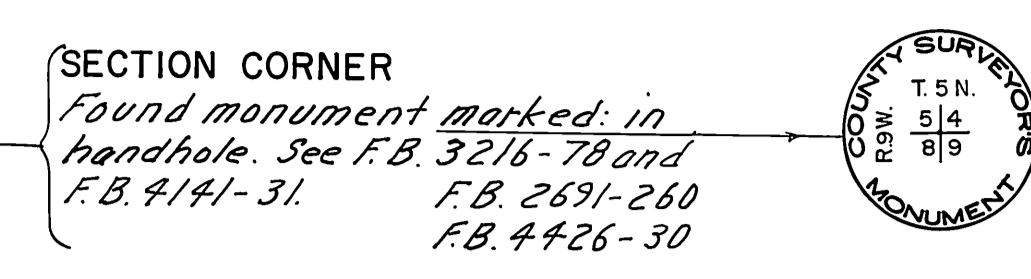 SECTION CORNER
Found monument marked: in
handhole. See F.B. 3216-78 and
F.B. 4141-31. F.B. 2691-260
F.B. 4426-30
COUNTY SURVEYOR'S
T. 5 N.
R.9W.
5|4
8|9
MONUMENT